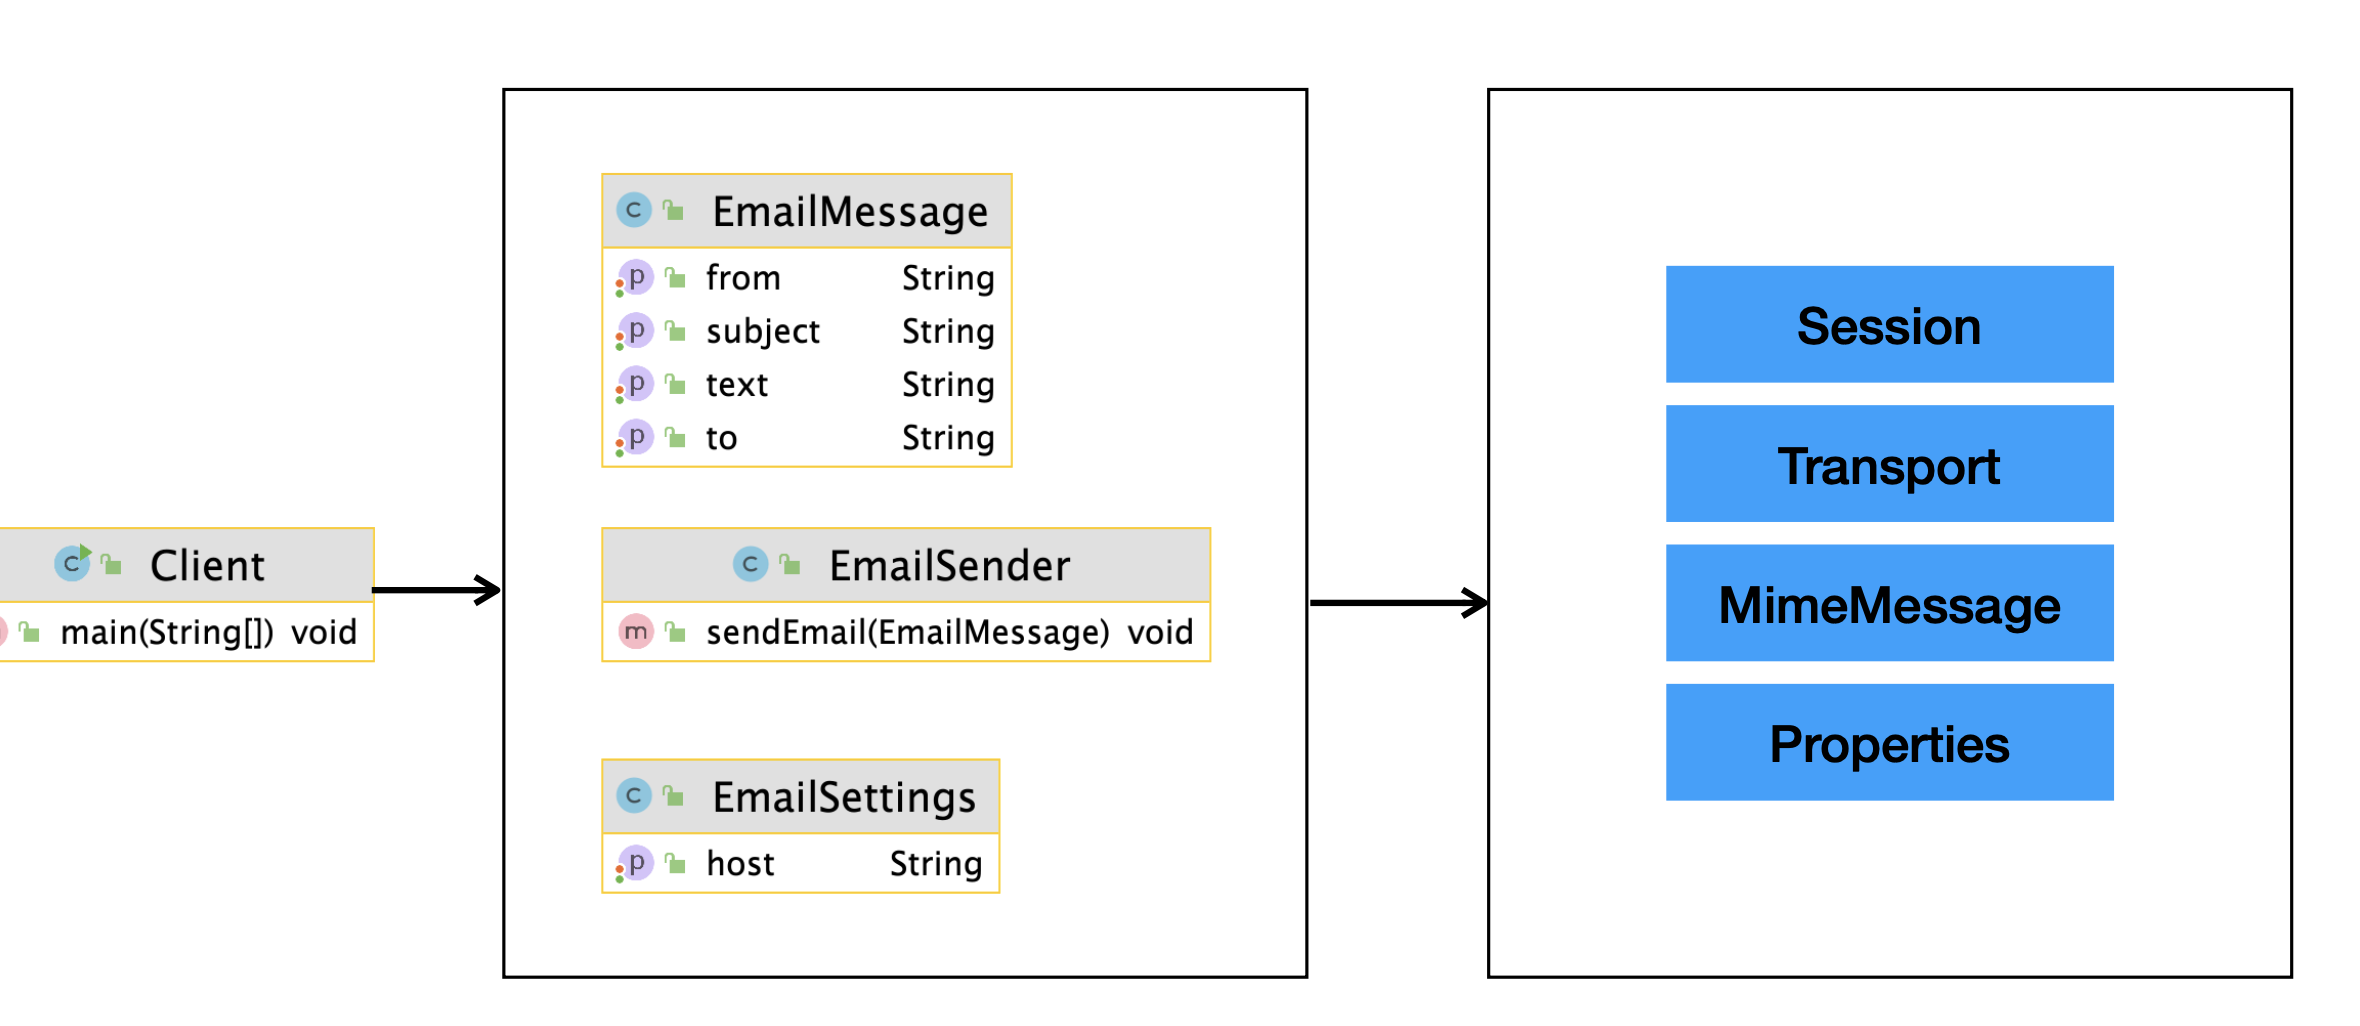 C EmailMessage
p from String
p subject String
p text String
p to String
C Client
main(String[]) void
C EmailSender
m sendEmail(EmailMessage) void
C EmailSettings
p host String
Session
Transport
MimeMessage
Properties